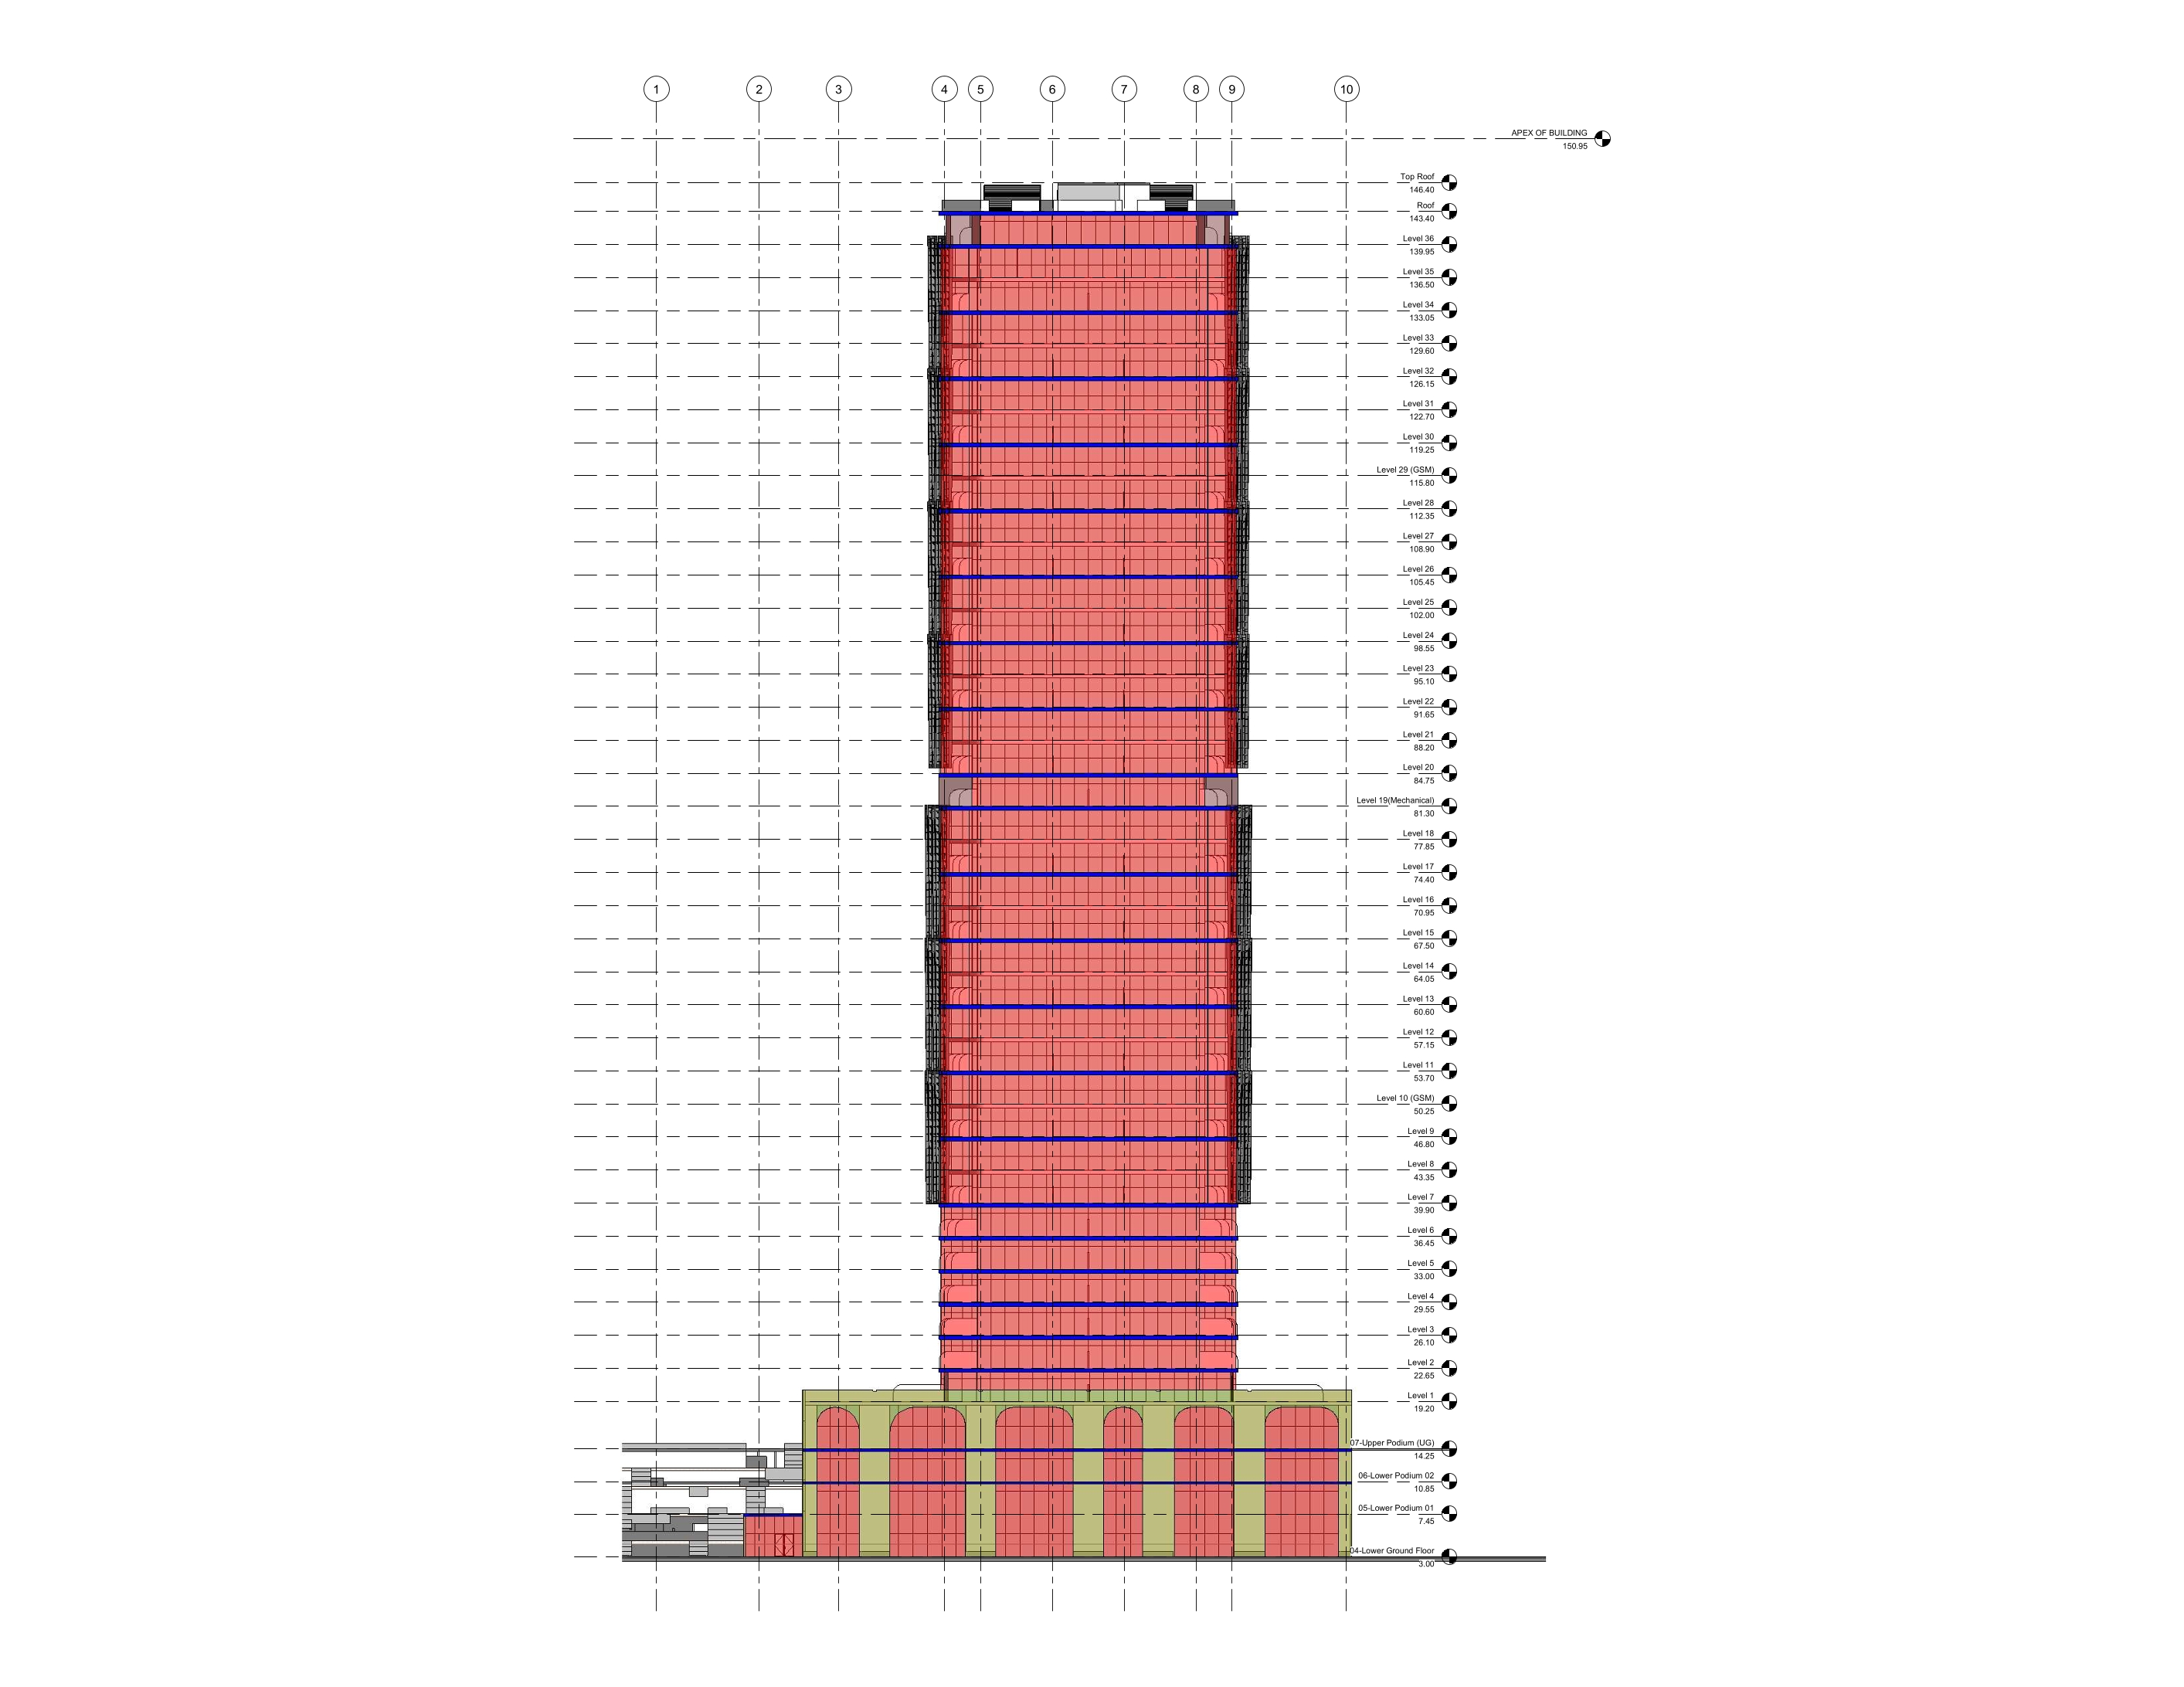 1 2 3 4 5 6 7 8 9 10
APEX OF BUILDING
150.95
Top Roof
146.40
Roof
143.40
Level 36
139.95
Level 35
136.50
Level 34
133.05
Level 33
129.60
Level 32
126.15
Level 31
122.70
Level 30
119.25
Level 29 (GSM)
115.80
Level 28
112.35
Level 27
108.90
Level 26
105.45
Level 25
102.00
Level 24
98.55
Level 23
95.10
Level 22
91.65
Level 21
88.20
Level 20
84.75
Level 19(Mechanical)
81.30
Level 18
77.85
Level 17
74.40
Level 16
70.95
Level 15
67.50
Level 14
64.05
Level 13
60.60
Level 12
57.15
Level 11
53.70
Level 10 (GSM)
50.25
Level 9
46.80
Level 8
43.35
Level 7
39.90
Level 6
36.45
Level 5
33.00
Level 4
29.55
Level 3
26.10
Level 2
22.65
Level 1
19.20
07-Upper Podium (UG)
14.25
06-Lower Podium 02
10.85
05-Lower Podium 01
7.45
04-Lower Ground Floor
3.00